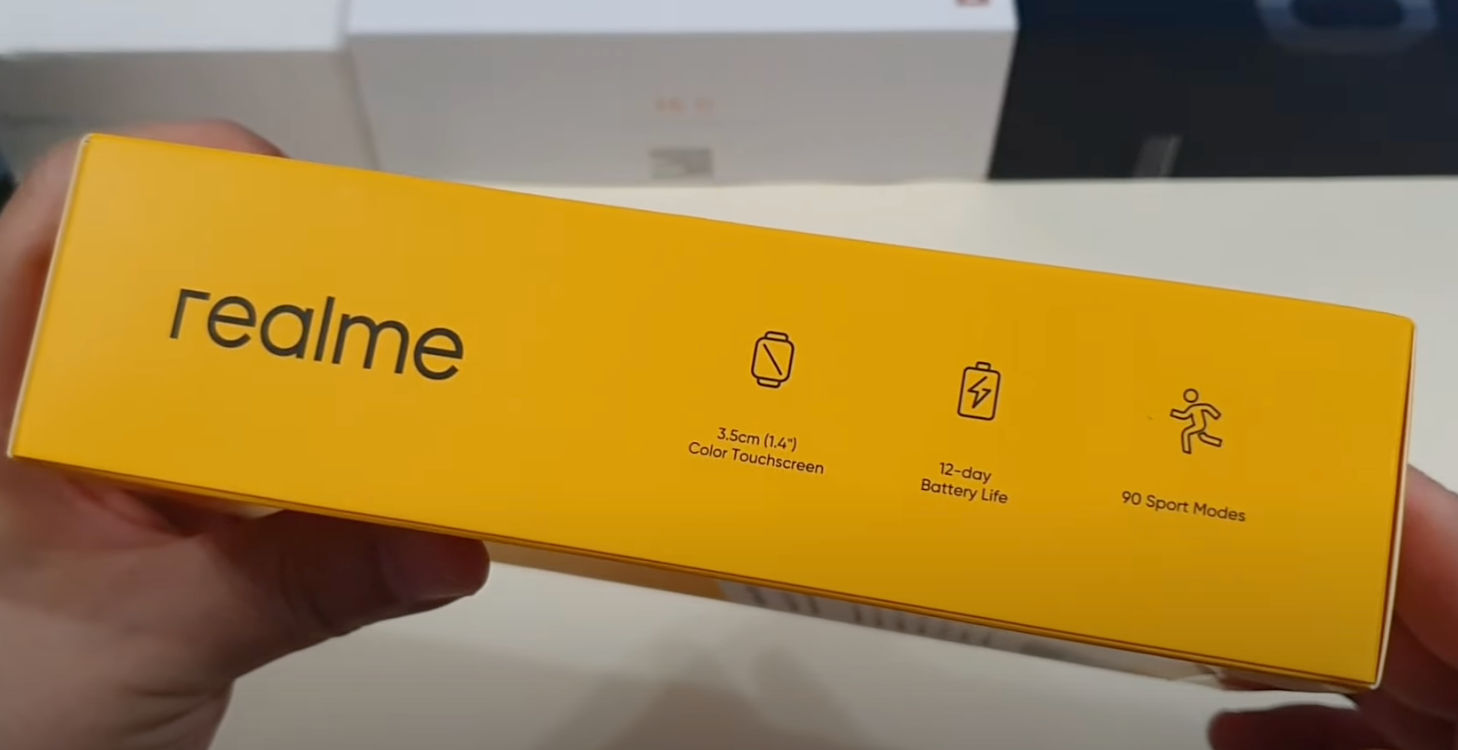 realme
3.5cm (1.4")
Color Touchscreen
12-day
Battery Life
90 Sport Modes